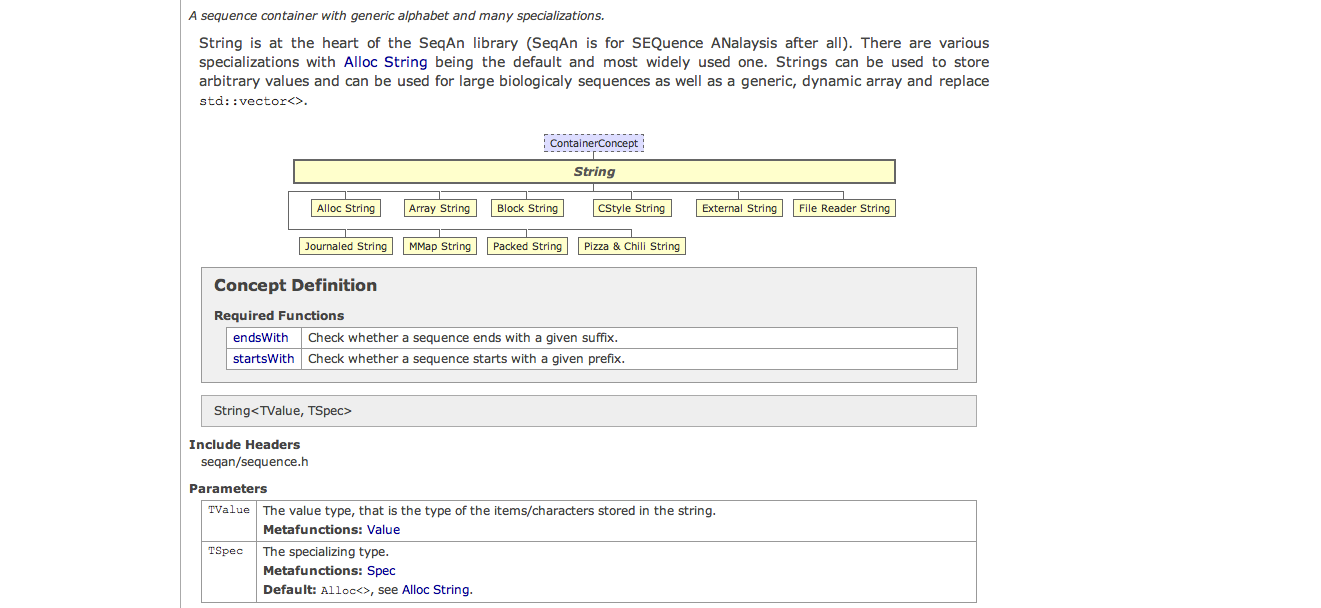 A sequence container with generic alphabet and many specializations.
String is at the heart of the SeqAn library (SeqAn is for SEQuence ANalaysis after all). There are various
specializations with Alloc String being the default and most widely used one. Strings can be used to store
arbitrary values and can be used for large biologicaly sequences as well as a generic, dynamic array and replace
std::vector<>.
ContainerConcept
String
Alloc String Array String Block String CStyle String External String File Reader String
Journaled String MMap String Packed String Pizza & Chili String
Concept Definition
Required Functions
endsWith Check whether a sequence ends with a given suffix.
startsWith Check whether a sequence starts with a given prefix.
String<TValue, TSpec>
Include Headers
seqan/sequence.h
Parameters
TValue The value type, that is the type of the items/characters stored in the string.
Metafunctions: Value
TSpec The specializing type.
Metafunctions: Spec
Default: Alloc<>, see Alloc String.